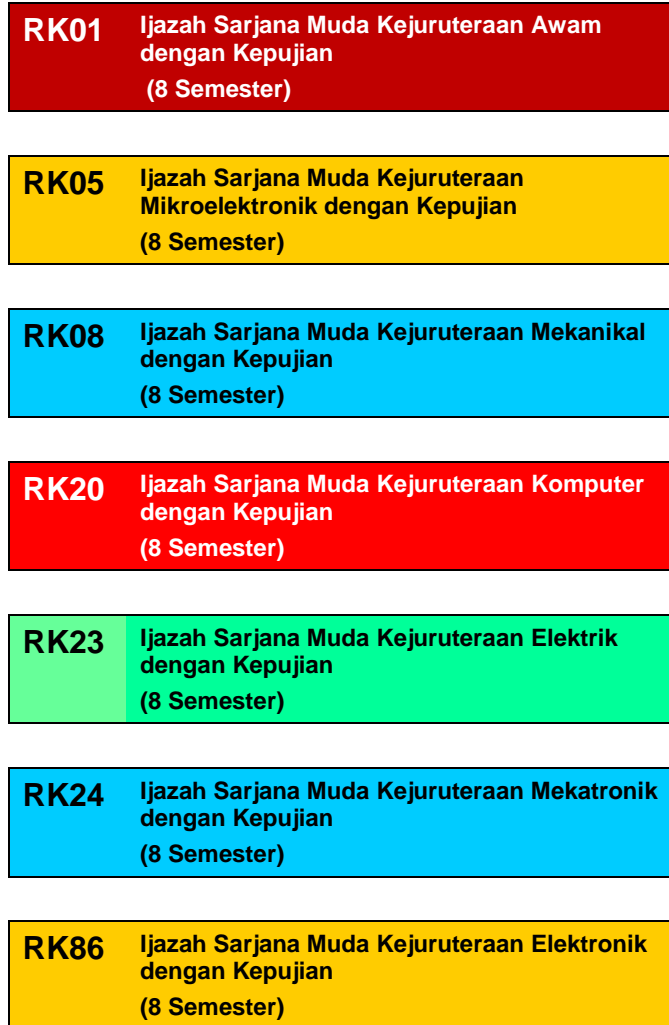 RK01 Ijazah Sarjana Muda Kejuruteraan Awam
dengan Kepujian
(8 Semester)
RK05 Ijazah Sarjana Muda Kejuruteraan
Mikroelektronik dengan Kepujian
(8 Semester)
RK08 Ijazah Sarjana Muda Kejuruteraan Mekanikal
dengan Kepujian
(8 Semester)
RK20 Ijazah Sarjana Muda Kejuruteraan Komputer
dengan Kepujian
(8 Semester)
RK23 Ijazah Sarjana Muda Kejuruteraan Elektrik
dengan Kepujian
(8 Semester)
RK24 Ijazah Sarjana Muda Kejuruteraan Mekatronik
dengan Kepujian
(8 Semester)
RK86 Ijazah Sarjana Muda Kejuruteraan Elektronik
dengan Kepujian
(8 Semester)